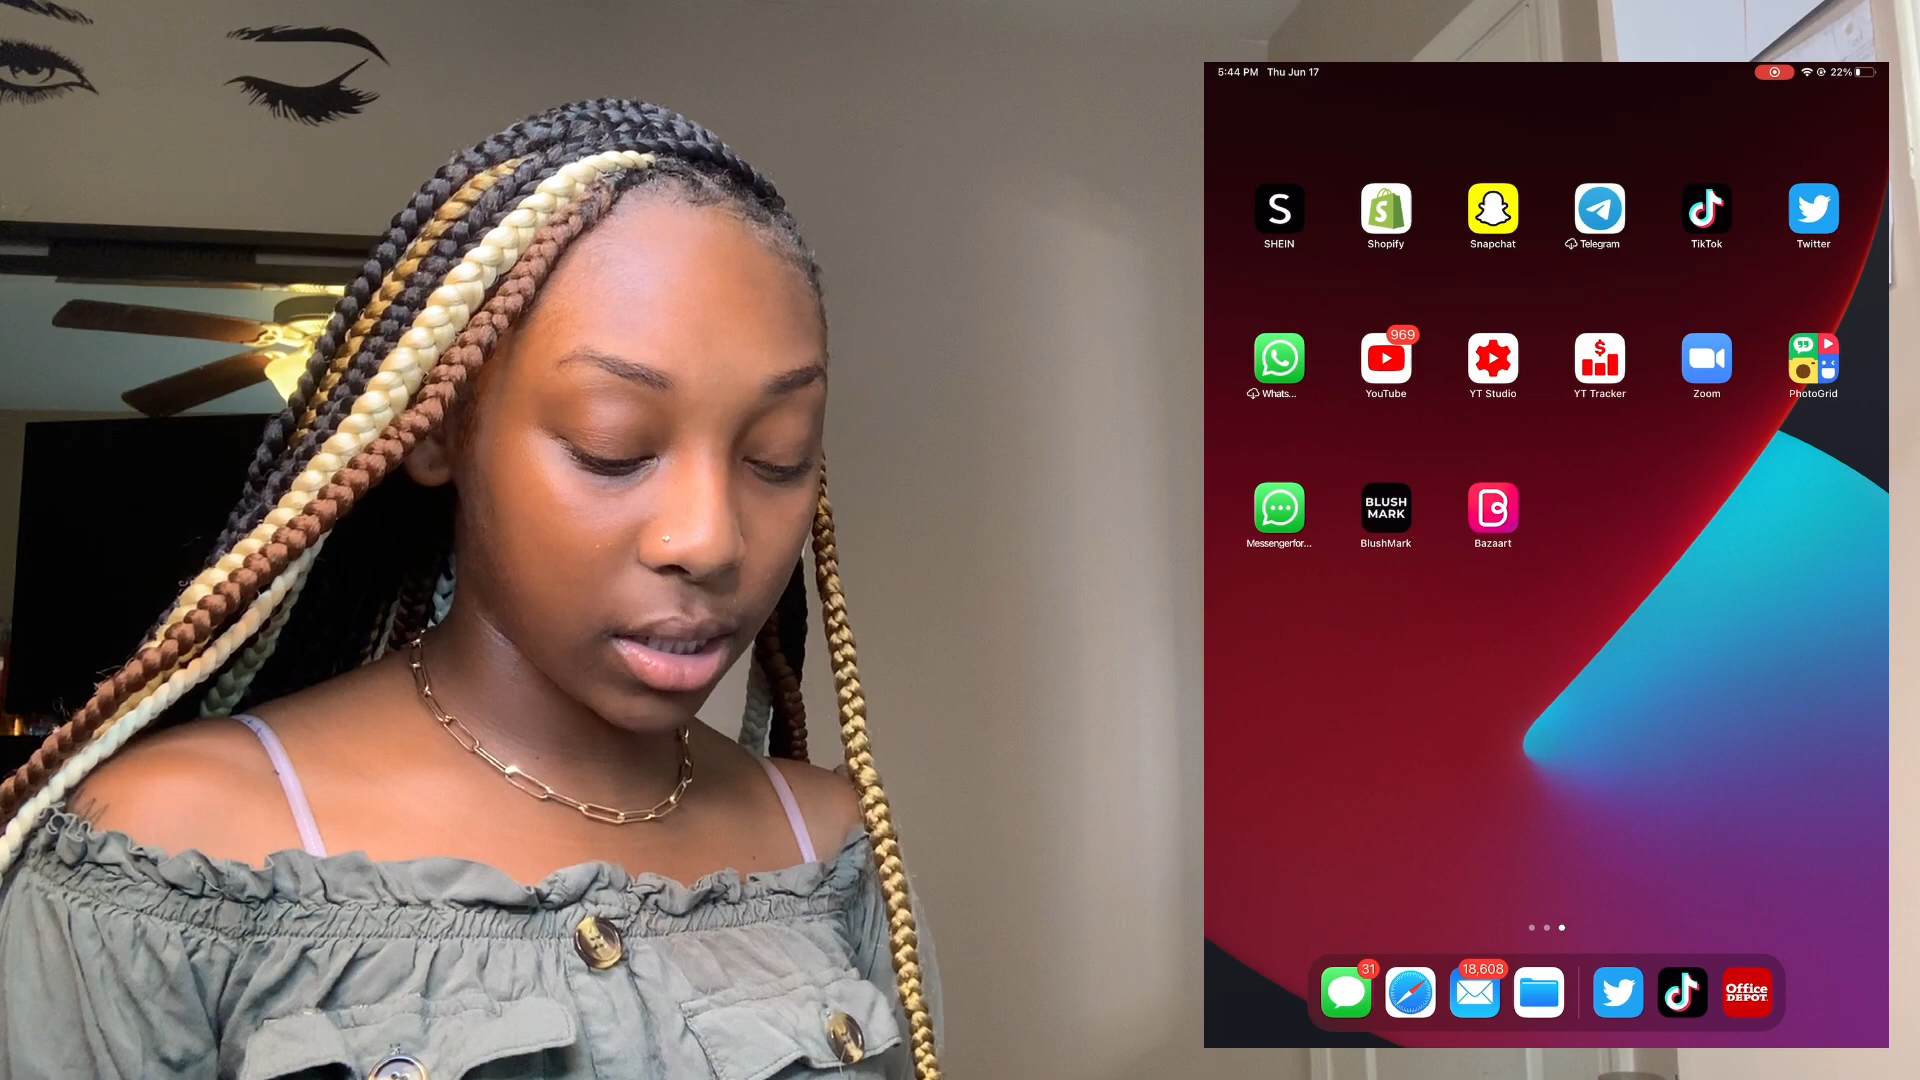 5:44 PM Thu Jun 17
22%
S
S
SHEIN
Shopify
Snapchat
Telegram
TikTok
Twitter
969
$
Whats...
YouTube
YT Studio
YT Tracker
Zoom
PhotoGrid
BLUSH
MARK
B
Messengerfor...
BlushMark
Bazaart
31
18,608
Office
DEPOT.